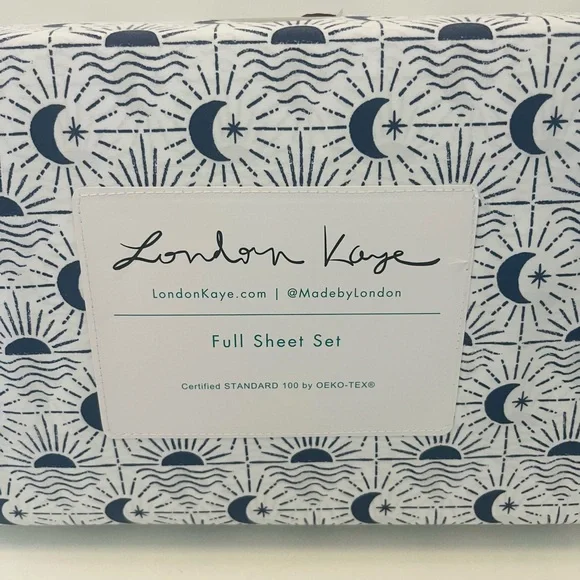 London Kaye
LondonKaye.com | @MadebyLondon
Full Sheet Set
Certified STANDARD 100 by OEKO-TEX®